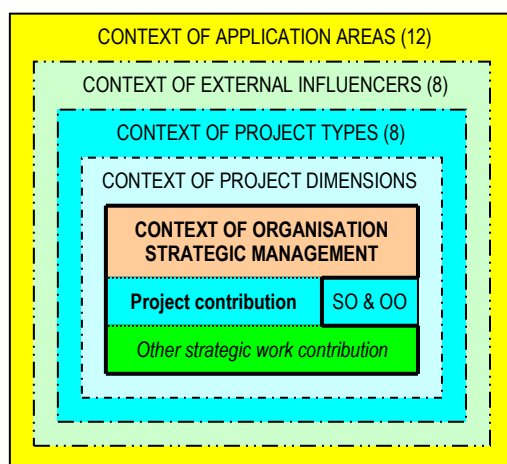 CONTEXT OF APPLICATION AREAS (12)
CONTEXT OF EXTERNAL INFLUENCERS (8)
CONTEXT OF PROJECT TYPES (8)
CONTEXT OF PROJECT DIMENSIONS
CONTEXT OF ORGANISATION
STRATEGIC MANAGEMENT
Project contribution SO & OO
Other strategic work contribution